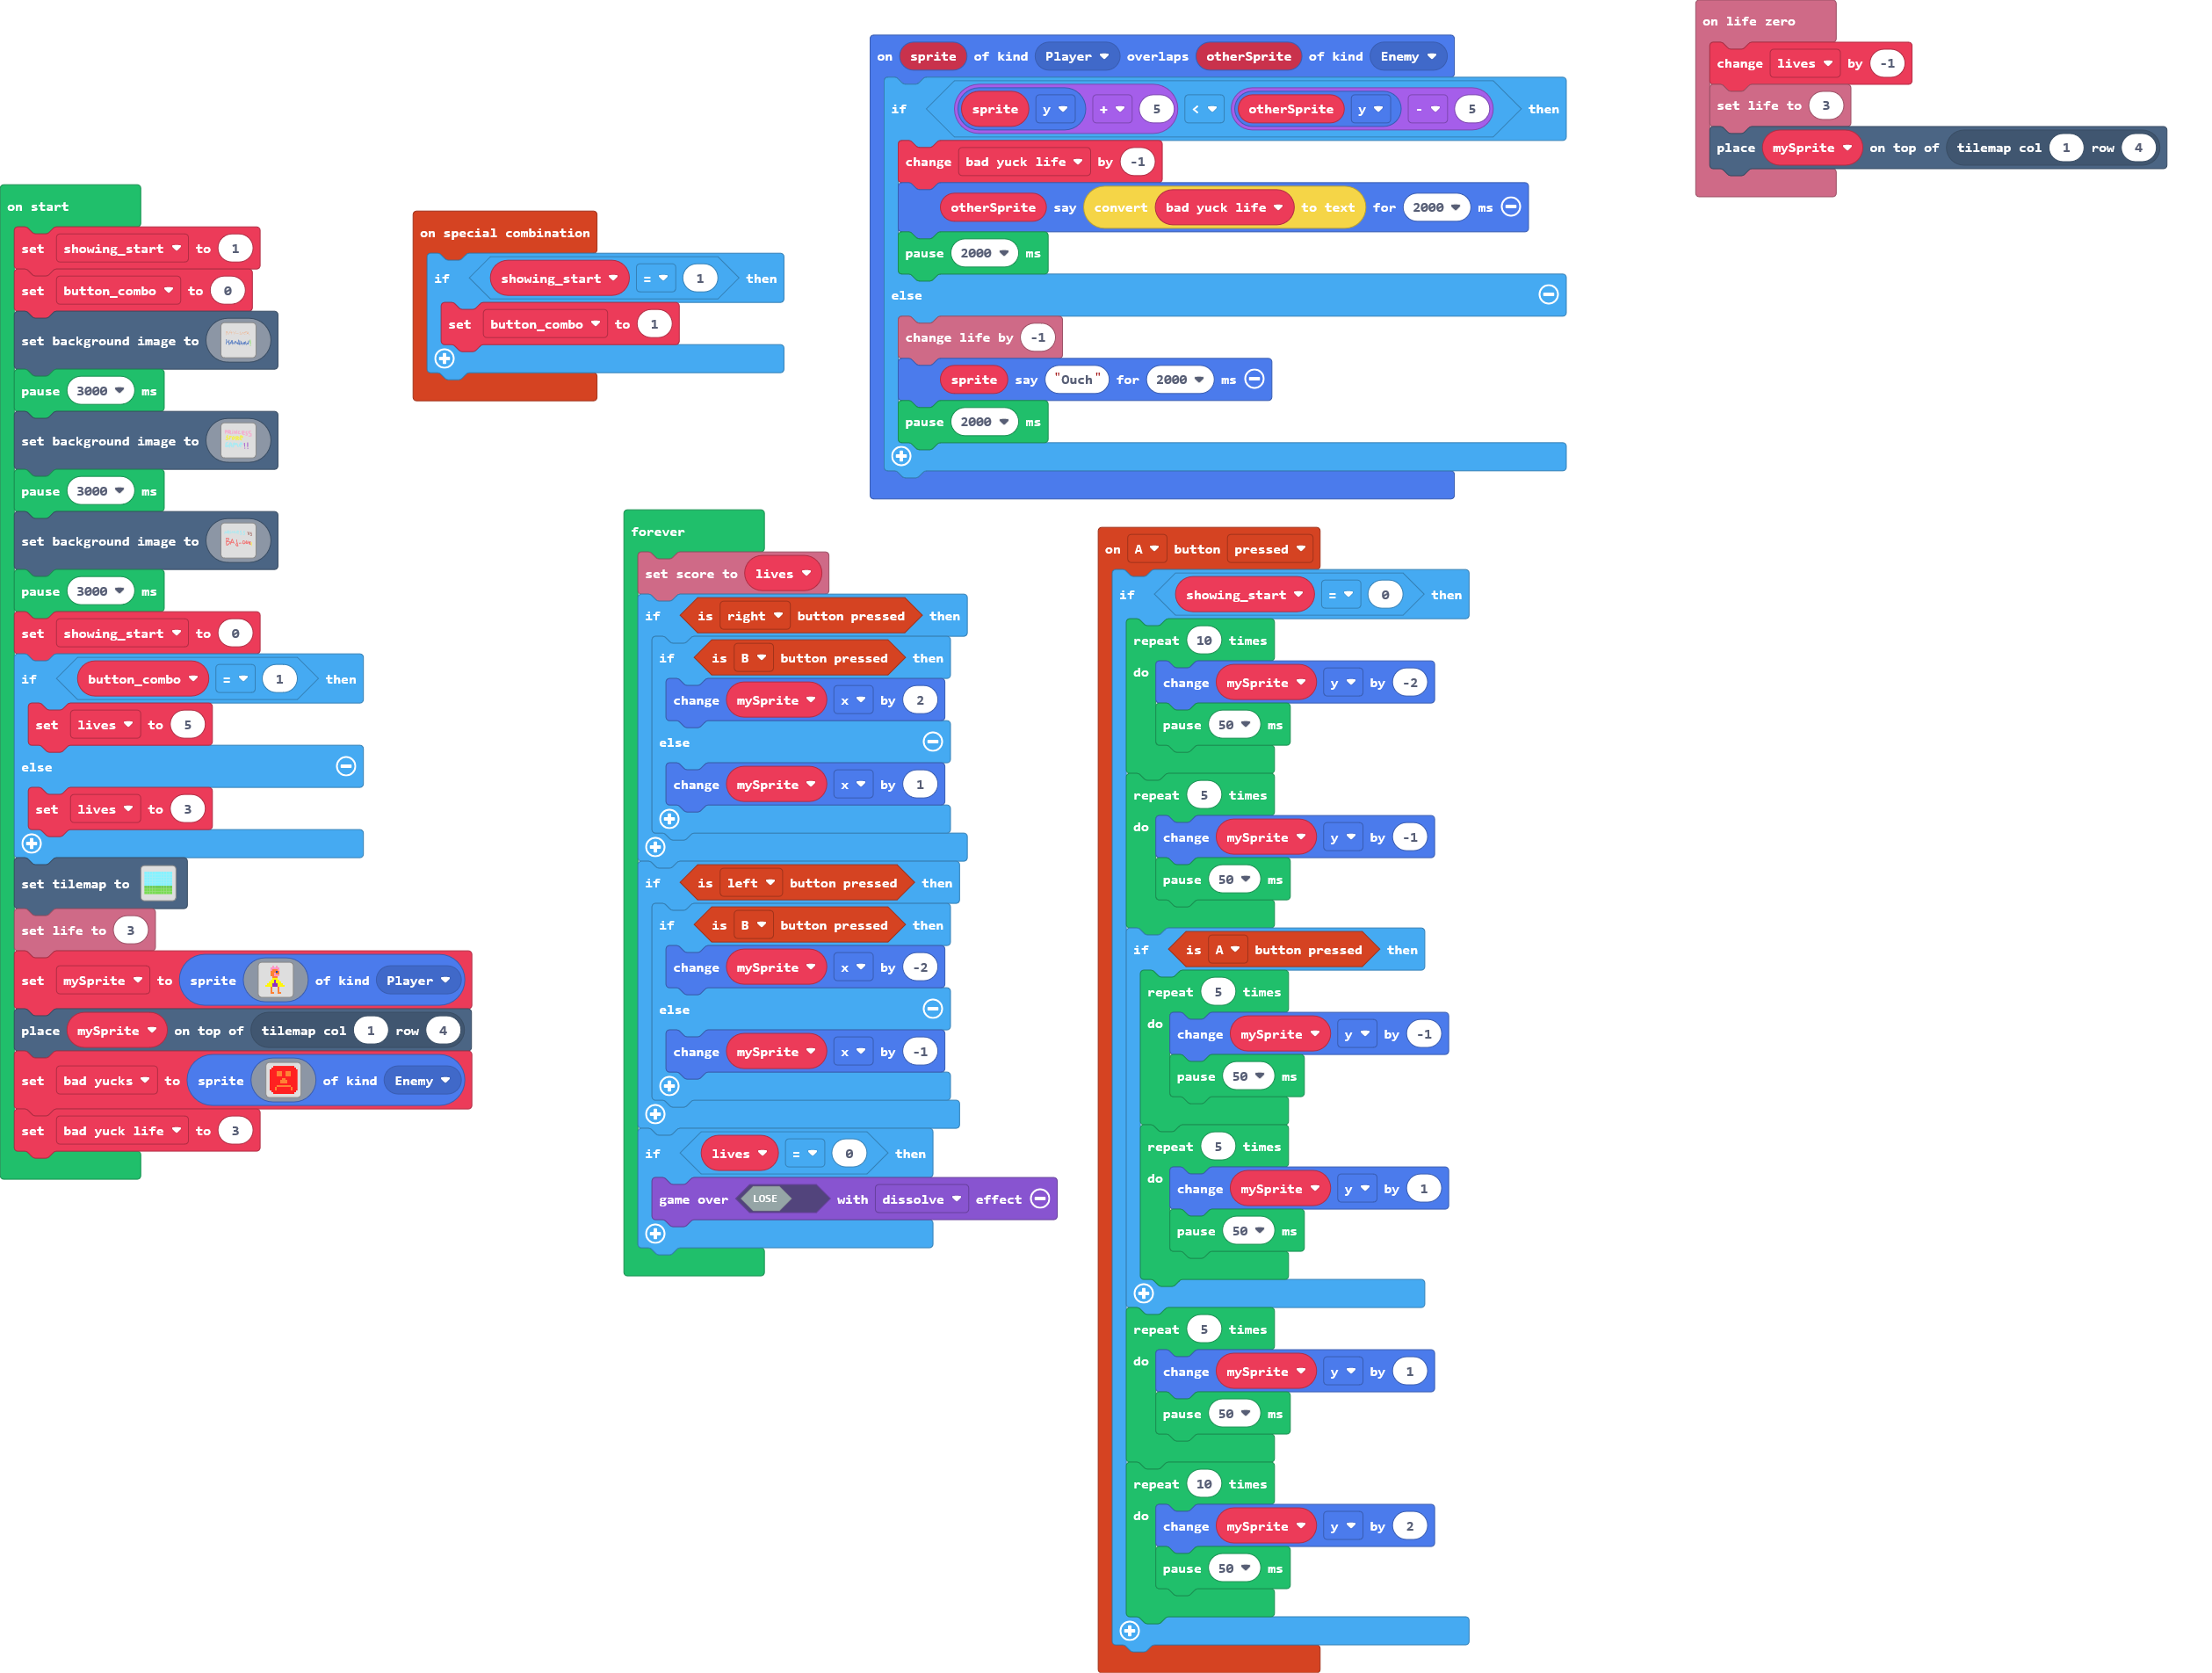 on start
set showing_start to 1
set button_combo to 0
set background image to
pause 3000 ms
set background image to
pause 3000 ms
set background image to
pause 3000 ms
set showing_start to 0
if button_combo = 1 then
set lives to 5
else
set lives to 3
set tilemap to
set life to 3
set mySprite to sprite of kind Player
place mySprite on top of tilemap col 1 row 4
set bad yucks to sprite of kind Enemy
set bad yuck life to 3
on special combination
if showing_start = 1 then
set button_combo to 1
forever
set score to lives
if is right button pressed then
if is B button pressed then
change mySprite x by 2
else
change mySprite x by 1
if is left button pressed then
if is B button pressed then
change mySprite x by -2
else
change mySprite x by -1
if lives = 0 then
game over LOSE with dissolve effect
on sprite of kind Player overlaps otherSprite of kind Enemy
if sprite y + 5 < otherSprite y - 5 then
change bad yuck life by -1
otherSprite say convert bad yuck life to text for 2000 ms
pause 2000 ms
else
change life by -1
sprite say "Ouch" for 2000 ms
pause 2000 ms
on A button pressed
if showing_start = 0 then
repeat 10 times
do change mySprite y by -2
pause 50 ms
repeat 5 times
do change mySprite y by -1
pause 50 ms
if is A button pressed then
repeat 5 times
do change mySprite y by -1
pause 50 ms
repeat 5 times
do change mySprite y by 1
pause 50 ms
repeat 5 times
do change mySprite y by 1
pause 50 ms
repeat 10 times
do change mySprite y by 2
pause 50 ms
on life zero
change lives by -1
set life to 3
place mySprite on top of tilemap col 1 row 4